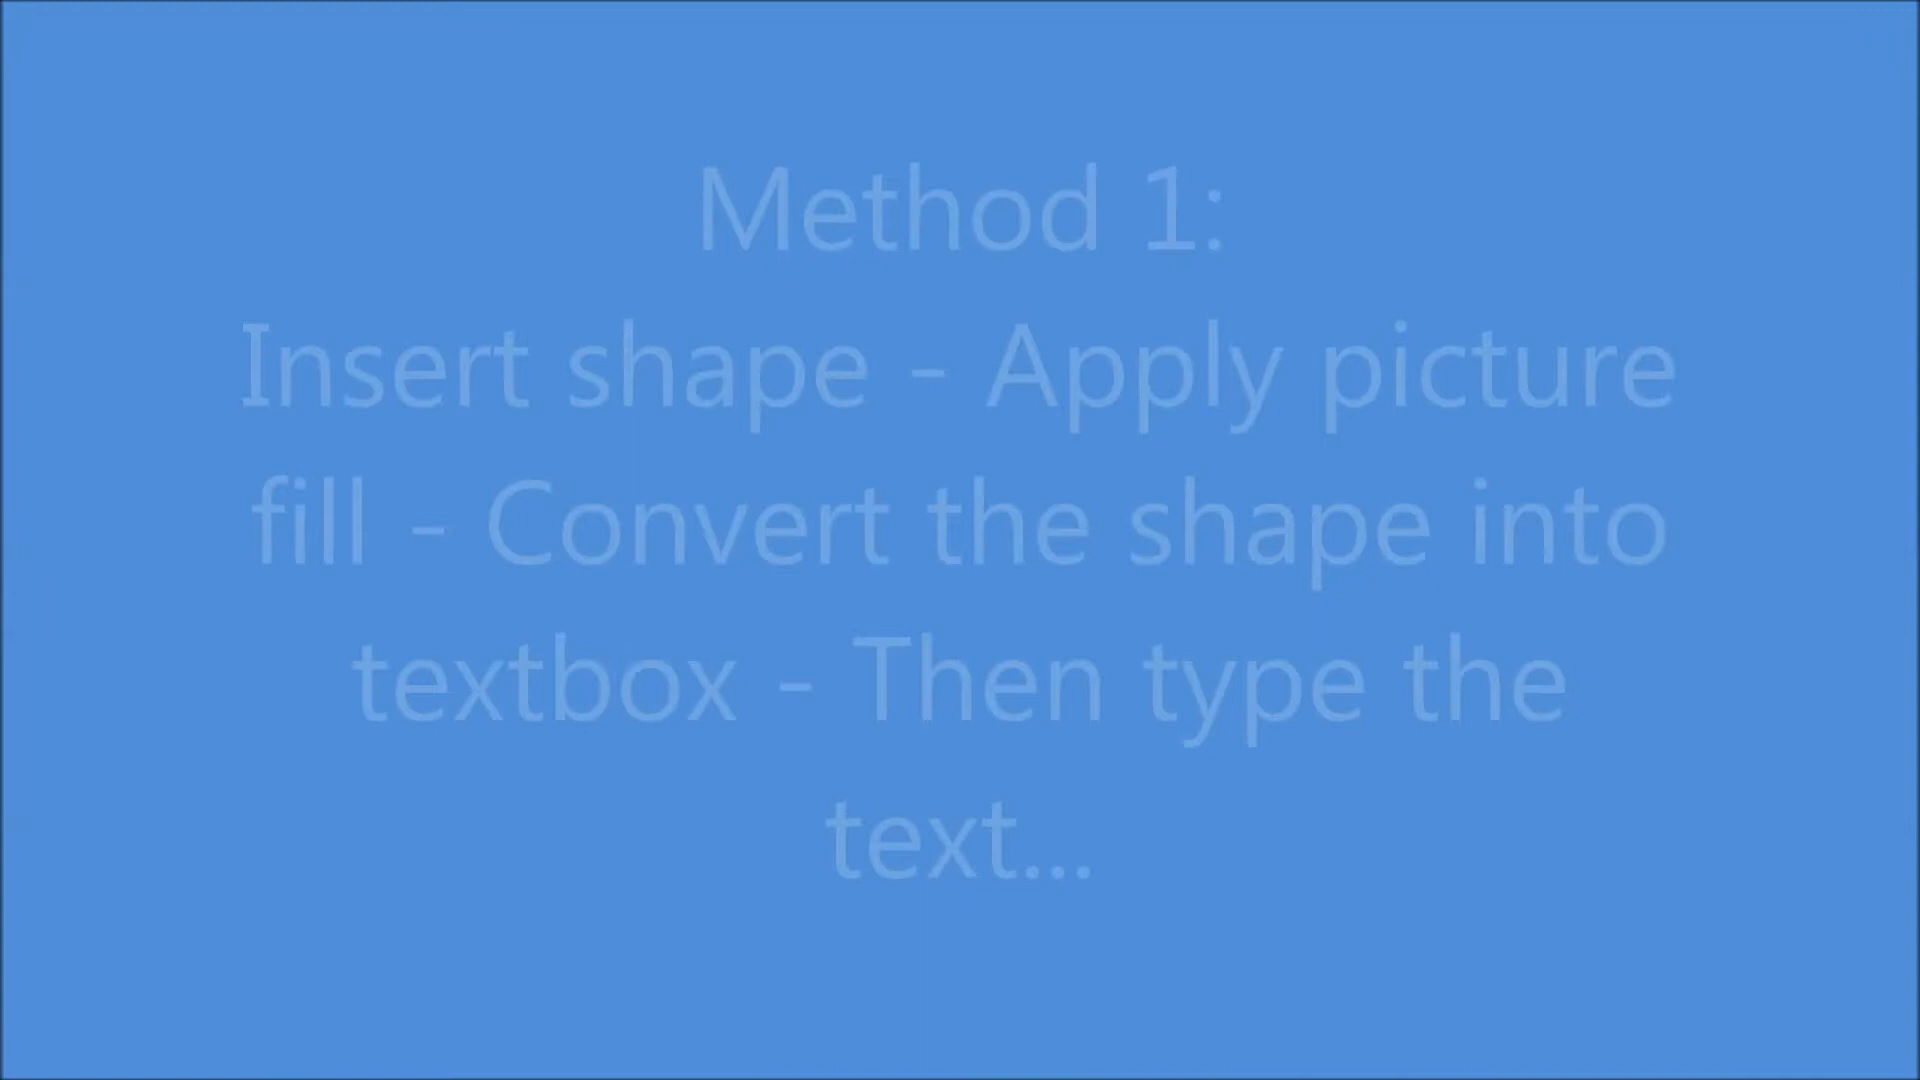 Method 1:
Insert shape - Apply picture
fill - Convert the shape into
textbox - Then type the
text...